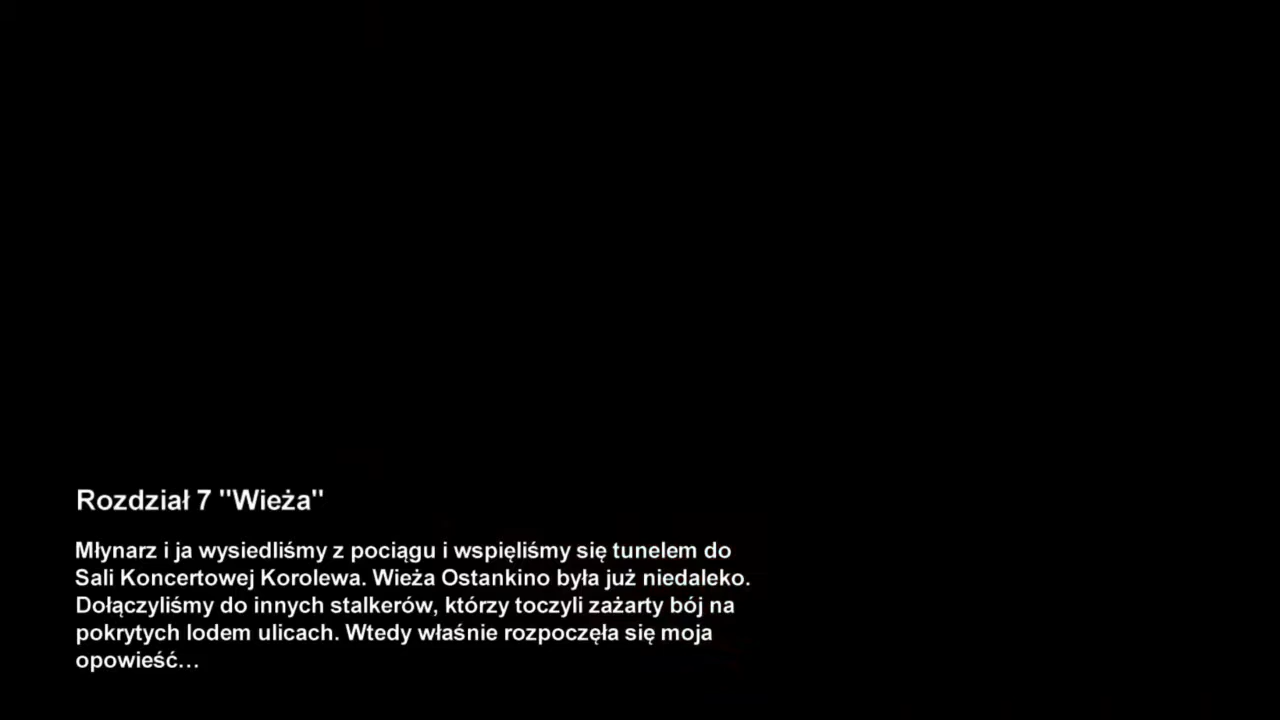 Rozdział 7 "Wieża"
Młynarz i ja wysiedliśmy z pociągu i wspięliśmy się tunelem do
Sali Koncertowej Korolewa. Wieża Ostankino była już niedaleko.
Dołączyliśmy do innych stalkerów, którzy toczyli zażarty bój na
pokrytych lodem ulicach. Wtedy właśnie rozpoczęła się moja
opowieść...